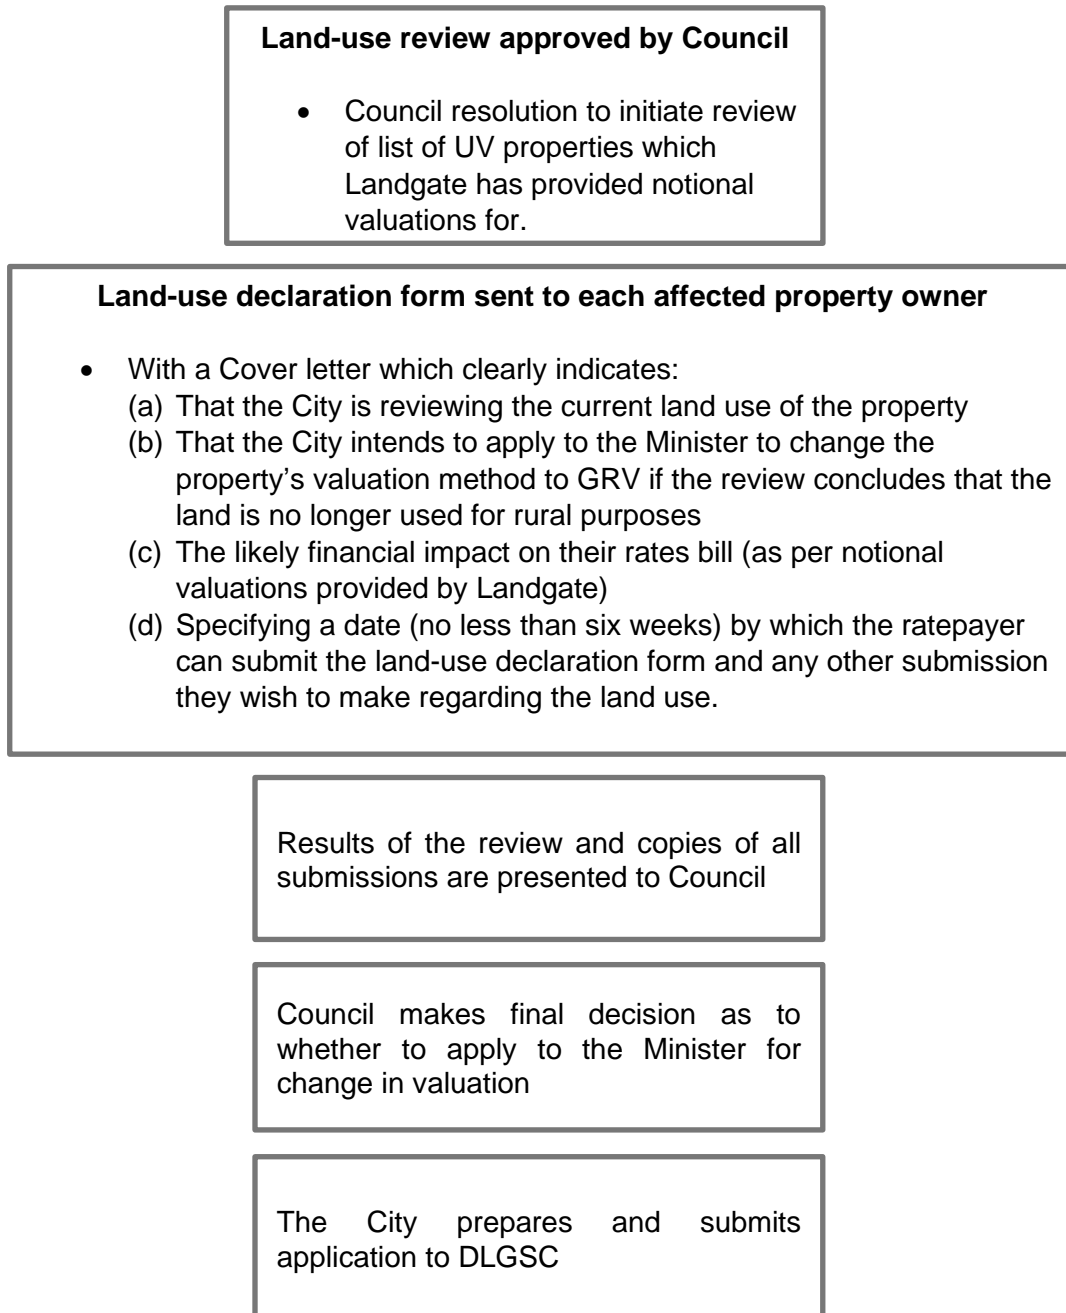 Land-use review approved by Council
• Council resolution to initiate review
of list of UV properties which
Landgate has provided notional
valuations for.
Land-use declaration form sent to each affected property owner
• With a Cover letter which clearly indicates:
(a) That the City is reviewing the current land use of the property
(b) That the City intends to apply to the Minister to change the
property’s valuation method to GRV if the review concludes that the
land is no longer used for rural purposes
(c) The likely financial impact on their rates bill (as per notional
valuations provided by Landgate)
(d) Specifying a date (no less than six weeks) by which the ratepayer
can submit the land-use declaration form and any other submission
they wish to make regarding the land use.
Results of the review and copies of all
submissions are presented to Council
Council makes final decision as to
whether to apply to the Minister for
change in valuation
The City prepares and submits
application to DLGSC